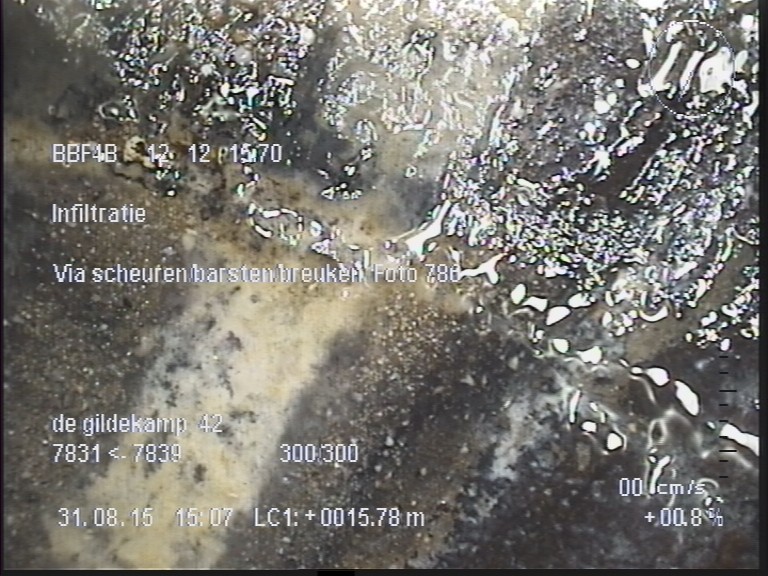 BBF4B 12 12 15.70
Infiltratie
Via scheuren/barsten/breuken Foto 786
de gildekamp 42
7831 <- 7839 300/300
00 cm/s
31.08.15 15:07 LC1: +0015.78 m +00.8 %